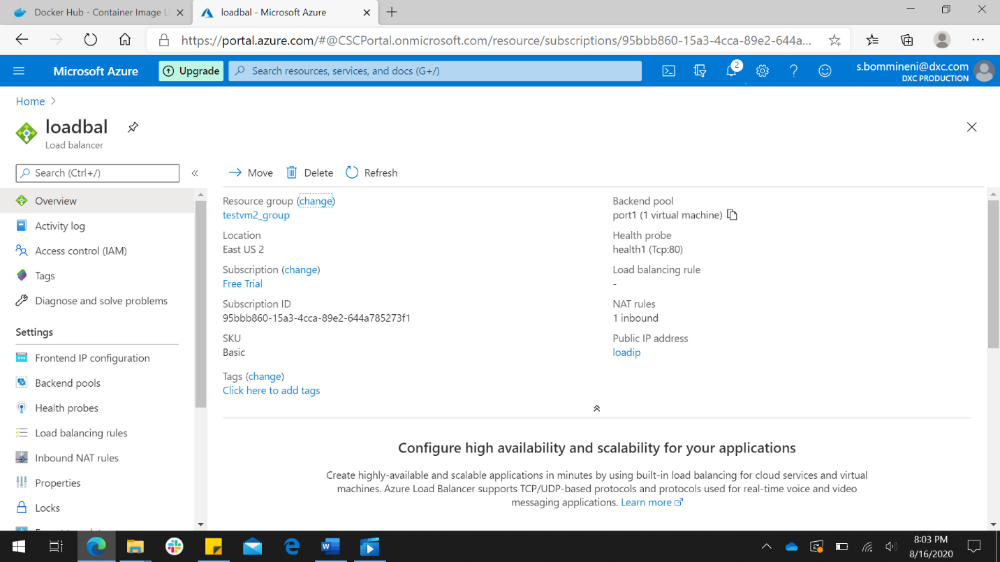 Docker Hub - Container Image L
loadbal - Microsoft Azure
https://portal.azure.com/#@CSCPortal.onmicrosoft.com/resource/subscriptions/95bbb860-15a3-4cca-89e2-644a...
Microsoft Azure
Upgrade
Search resources, services, and docs (G+/)
2
s.bommineni@dxc.com
DXC PRODUCTION
Home
loadbal
Load balancer
Search (Ctrl+/)
Overview
Activity log
Access control (IAM)
Tags
Diagnose and solve problems
Settings
Frontend IP configuration
Backend pools
Health probes
Load balancing rules
Inbound NAT rules
Properties
Locks
Move
Delete
Refresh
Resource group (change)
testvm2_group
Location
East US 2
Subscription (change)
Free Trial
Subscription ID
95bbb860-15a3-4cca-89e2-644a785273f1
SKU
Basic
Tags (change)
Click here to add tags
Backend pool
port1 (1 virtual machine)
Health probe
health1 (Tcp:80)
Load balancing rule
-
NAT rules
1 inbound
Public IP address
loadip
Configure high availability and scalability for your applications
Create highly-available and scalable applications in minutes by using built-in load balancing for cloud services and virtual
machines. Azure Load Balancer supports TCP/UDP-based protocols and protocols used for real-time voice and video
messaging applications. Learn more
8:03 PM
8/16/2020